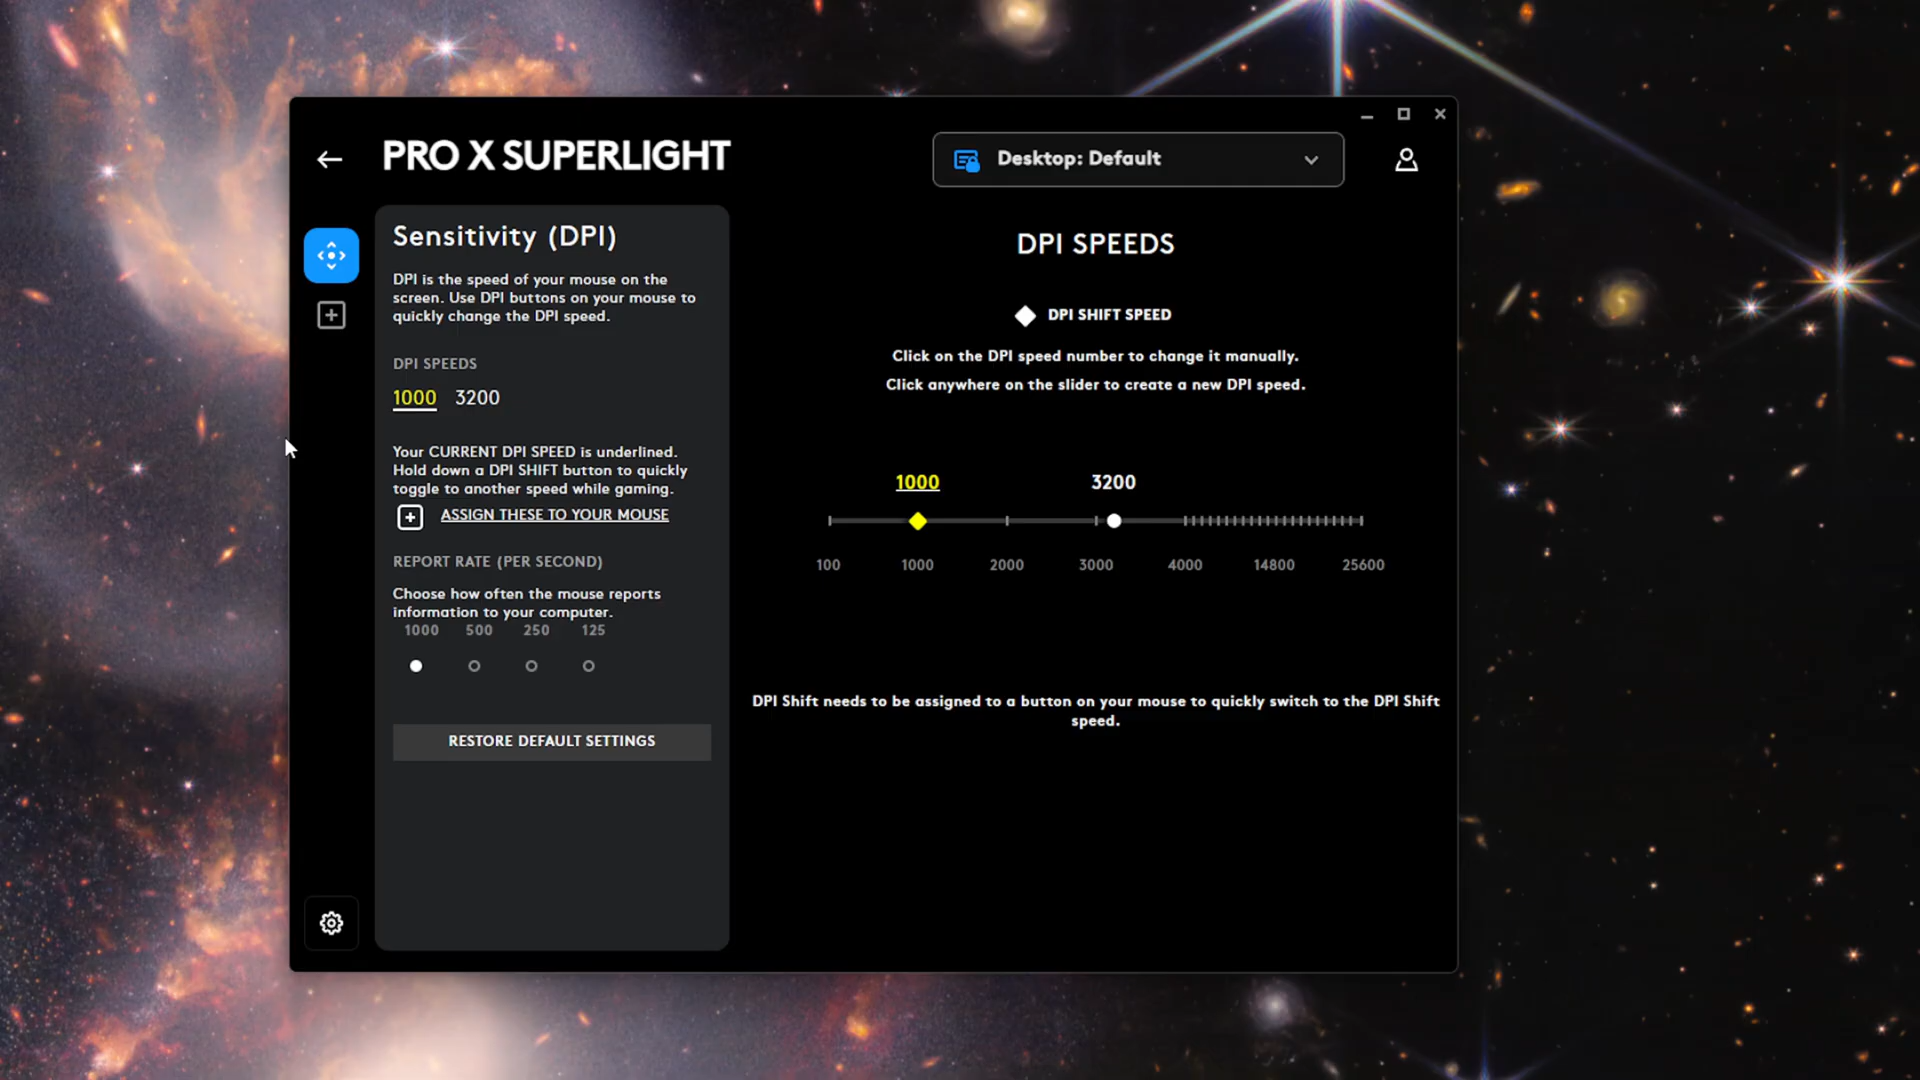 PRO X SUPERLIGHT
Desktop: Default
Sensitivity (DPI)
DPI is the speed of your mouse on the
screen. Use DPI buttons on your mouse to
quickly change the DPI speed.
DPI SPEEDS
1000 3200
Your CURRENT DPI SPEED is underlined.
Hold down a DPI SHIFT button to quickly
toggle to another speed while gaming.
ASSIGN THESE TO YOUR MOUSE
REPORT RATE (PER SECOND)
Choose how often the mouse reports
information to your computer.
1000 500 250 125
RESTORE DEFAULT SETTINGS
DPI SPEEDS
DPI SHIFT SPEED
Click on the DPI speed number to change it manually.
Click anywhere on the slider to create a new DPI speed.
1000 3200
100 1000 2000 3000 4000 14800 25600
DPI Shift needs to be assigned to a button on your mouse to quickly switch to the DPI Shift
speed.